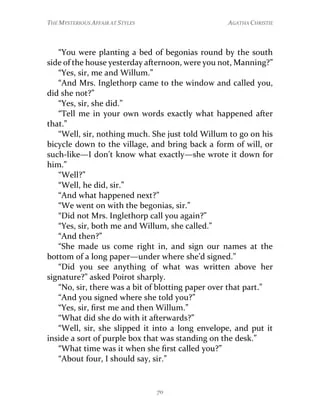 THE MYSTERIOUS AFFAIR AT STYLES AGATHA CHRISTIE
“You were planting a bed of begonias round by the south
side of the house yesterday afternoon, were you not, Manning?”
“Yes, sir, me and Willum.”
“And Mrs. Inglethorp came to the window and called you,
did she not?”
“Yes, sir, she did.”
“Tell me in your own words exactly what happened after
that.”
“Well, sir, nothing much. She just told Willum to go on his
bicycle down to the village, and bring back a form of will, or
such-like—I don’t know what exactly—she wrote it down for
him.”
“Well?”
“Well, he did, sir.”
“And what happened next?”
“We went on with the begonias, sir.”
“Did not Mrs. Inglethorp call you again?”
“Yes, sir, both me and Willum, she called.”
“And then?”
“She made us come right in, and sign our names at the
bottom of a long paper—under where she’d signed.”
“Did you see anything of what was written above her
signature?” asked Poirot sharply.
“No, sir, there was a bit of blotting paper over that part.”
“And you signed where she told you?”
“Yes, sir, first me and then Willum.”
“What did she do with it afterwards?”
“Well, sir, she slipped it into a long envelope, and put it
inside a sort of purple box that was standing on the desk.”
“What time was it when she first called you?”
“About four, I should say, sir.”